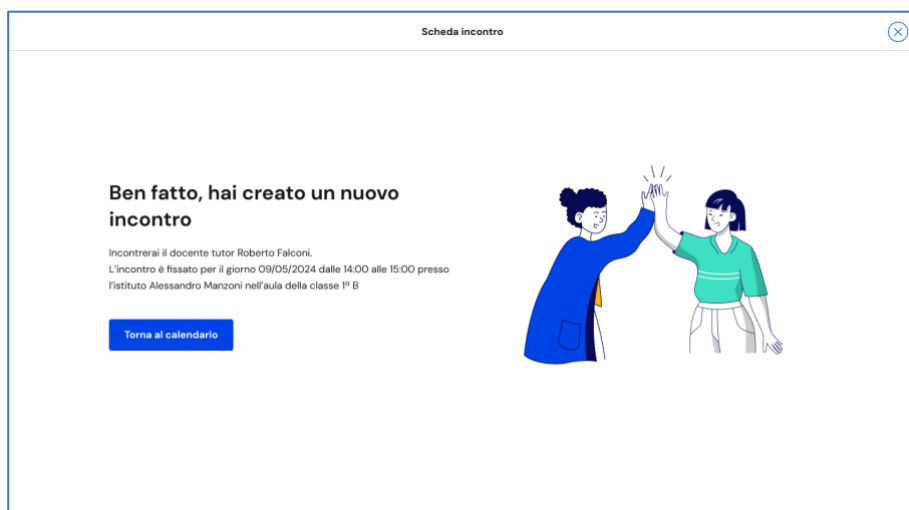 Scheda incontro
Ben fatto, hai creato un nuovo
incontro
Incontrerai il docente tutor Roberto Falconi.
L'incontro è fissato per il giorno 09/05/2024 dalle 14:00 alle 15:00 presso
l'istituto Alessandro Manzoni nell'aula della classe 1º B
Torna al calendario